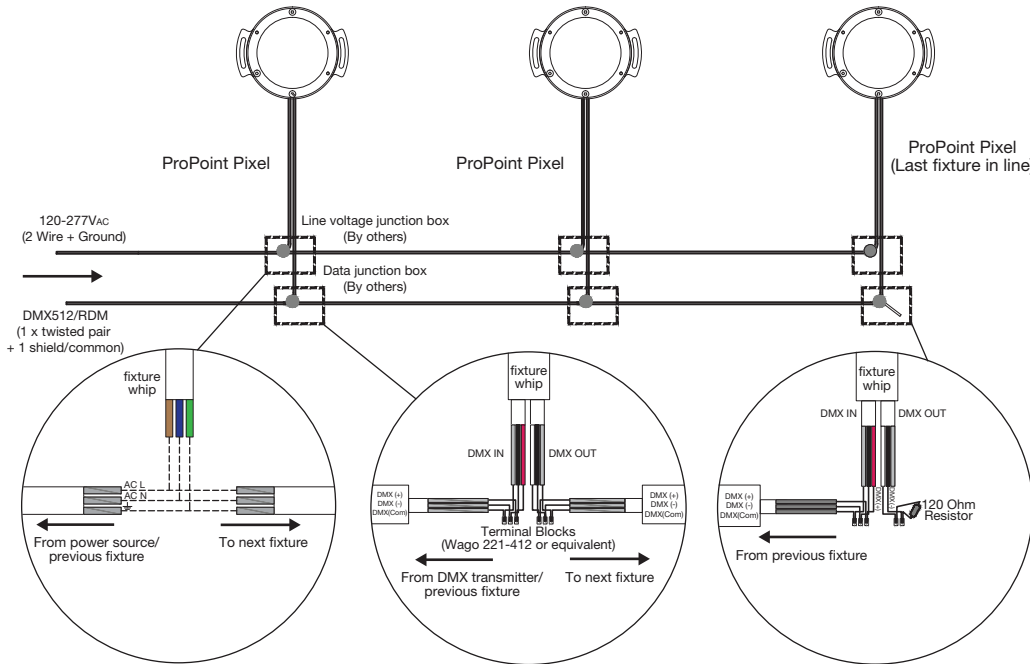 ProPoint Pixel
ProPoint Pixel
ProPoint Pixel
(Last fixture in line)
120-277VAC
(2 Wire + Ground)
Line voltage junction box
(By others)
Data junction box
(By others)
DMX512/RDM
(1 x twisted pair
+ 1 shield/common)
fixture
whip
AC L
AC N
From power source/
previous fixture
To next fixture
fixture
whip
DMX IN
DMX OUT
DMX (+)
DMX (-)
DMX(Com)
DMX (+)
DMX (-)
DMX(Com)
Terminal Blocks
(Wago 221-412 or equivalent)
From DMX transmitter/
previous fixture
To next fixture
fixture
whip
DMX IN
DMX OUT
DMX (+)
DMX (-)
DMX(Com)
120 Ohm
Resistor
From previous fixture